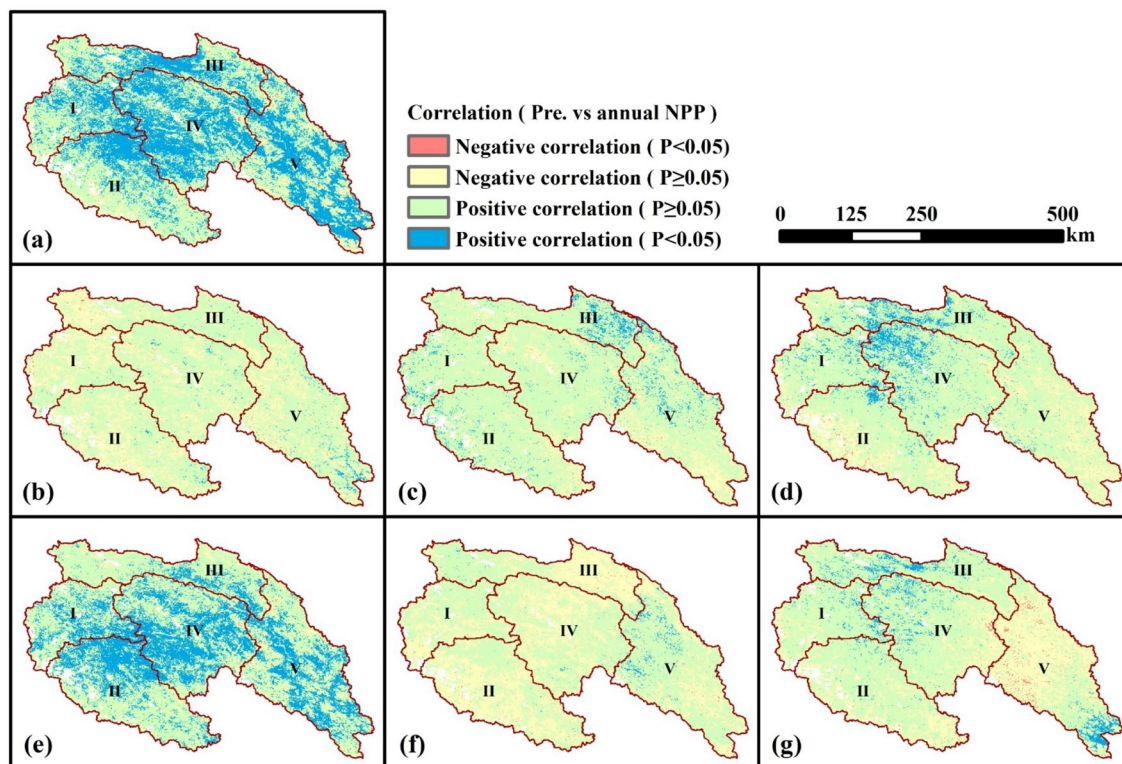 III
I
IV
V
II
(a)
Correlation ( Pre. vs annual NPP )
Negative correlation ( P<0.05)
Negative correlation ( P≥0.05)
Positive correlation ( P≥0.05)
Positive correlation ( P<0.05)
0 125 250 500
km
III
I
IV
V
II
(b)
III
I
IV
V
II
(c)
III
I
IV
V
II
(d)
III
I
IV
V
II
(e)
III
I
IV
V
II
(f)
III
I
IV
V
II
(g)